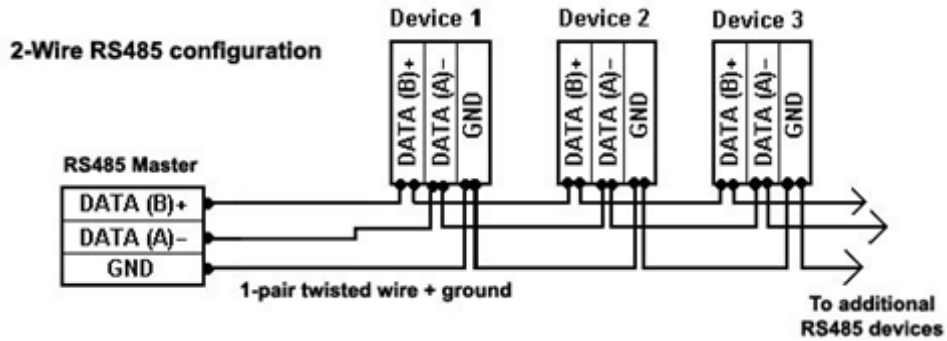 Device 1
Device 2
Device 3
2-Wire RS485 configuration
DATA (B)+
DATA (A)-
GND
DATA (B)+
DATA (A)-
GND
DATA (B)+
DATA (A)-
GND
RS485 Master
DATA (B)+
DATA (A)-
GND
1-pair twisted wire + ground
To additional
RS485 devices